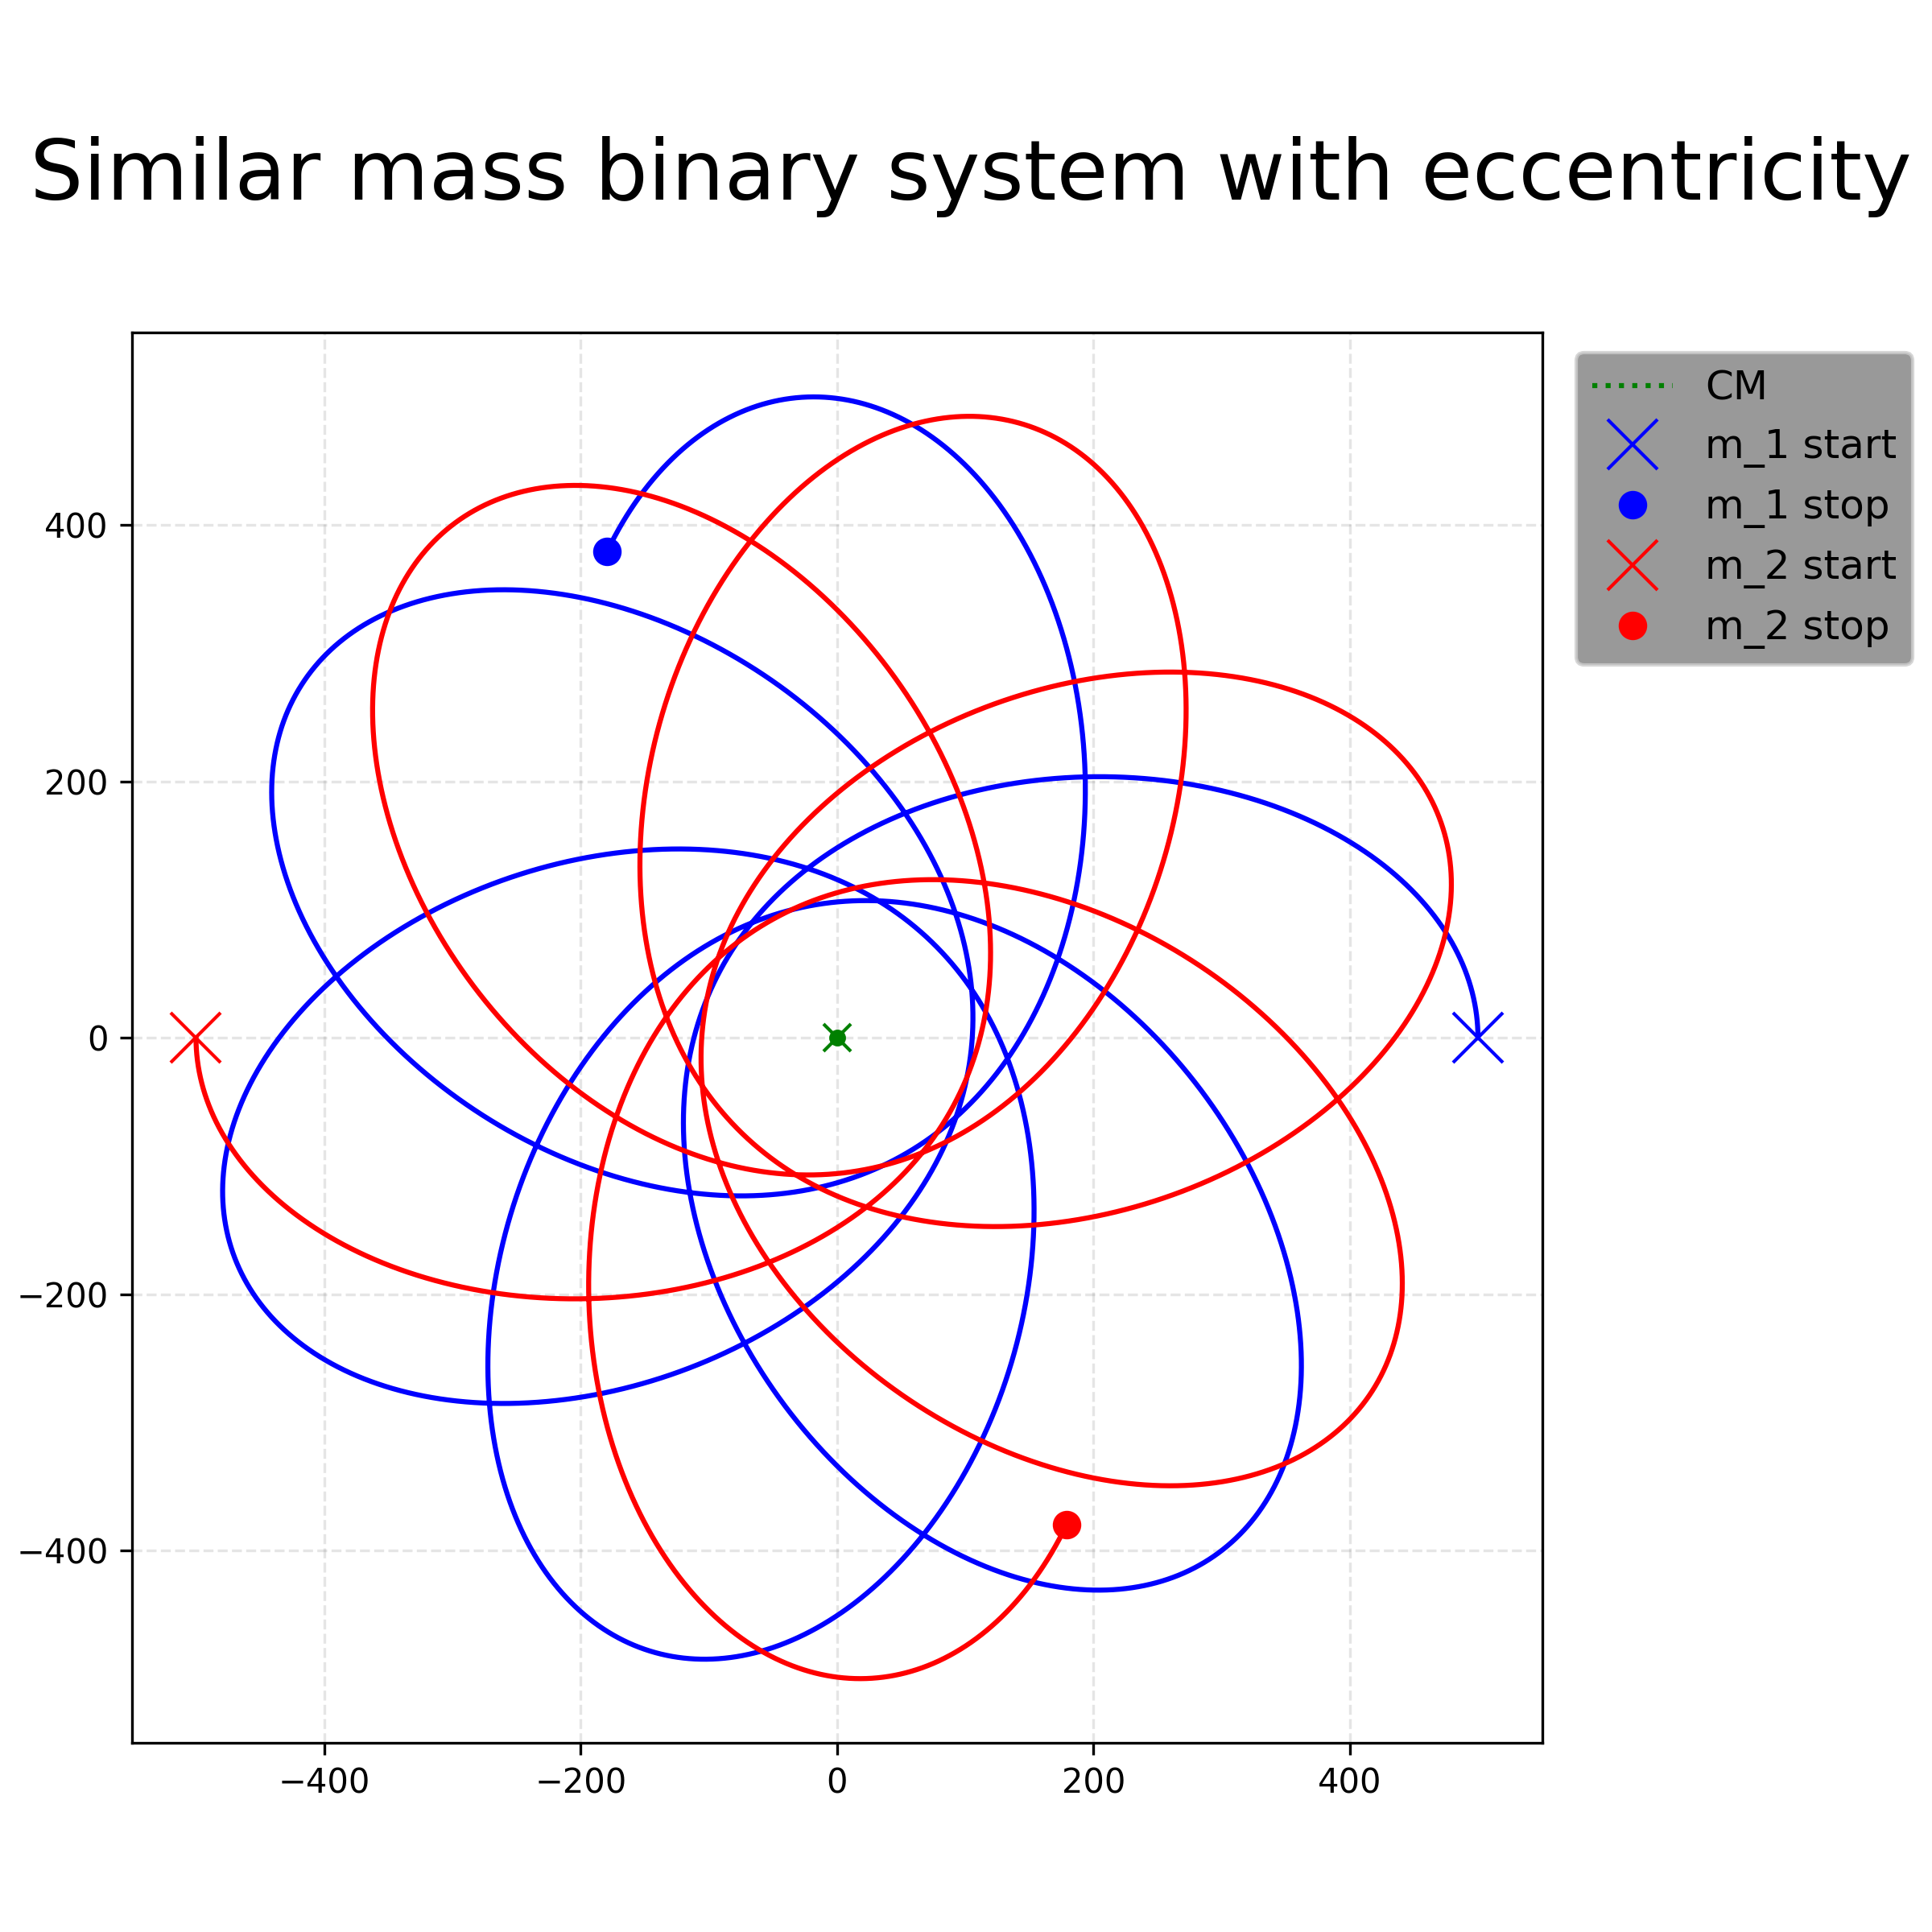 Similar mass binary system with eccentricity
CM
m_1 start
m_1 stop
m_2 start
m_2 stop
400
200
0
−200
−400
−400 −200 0 200 400